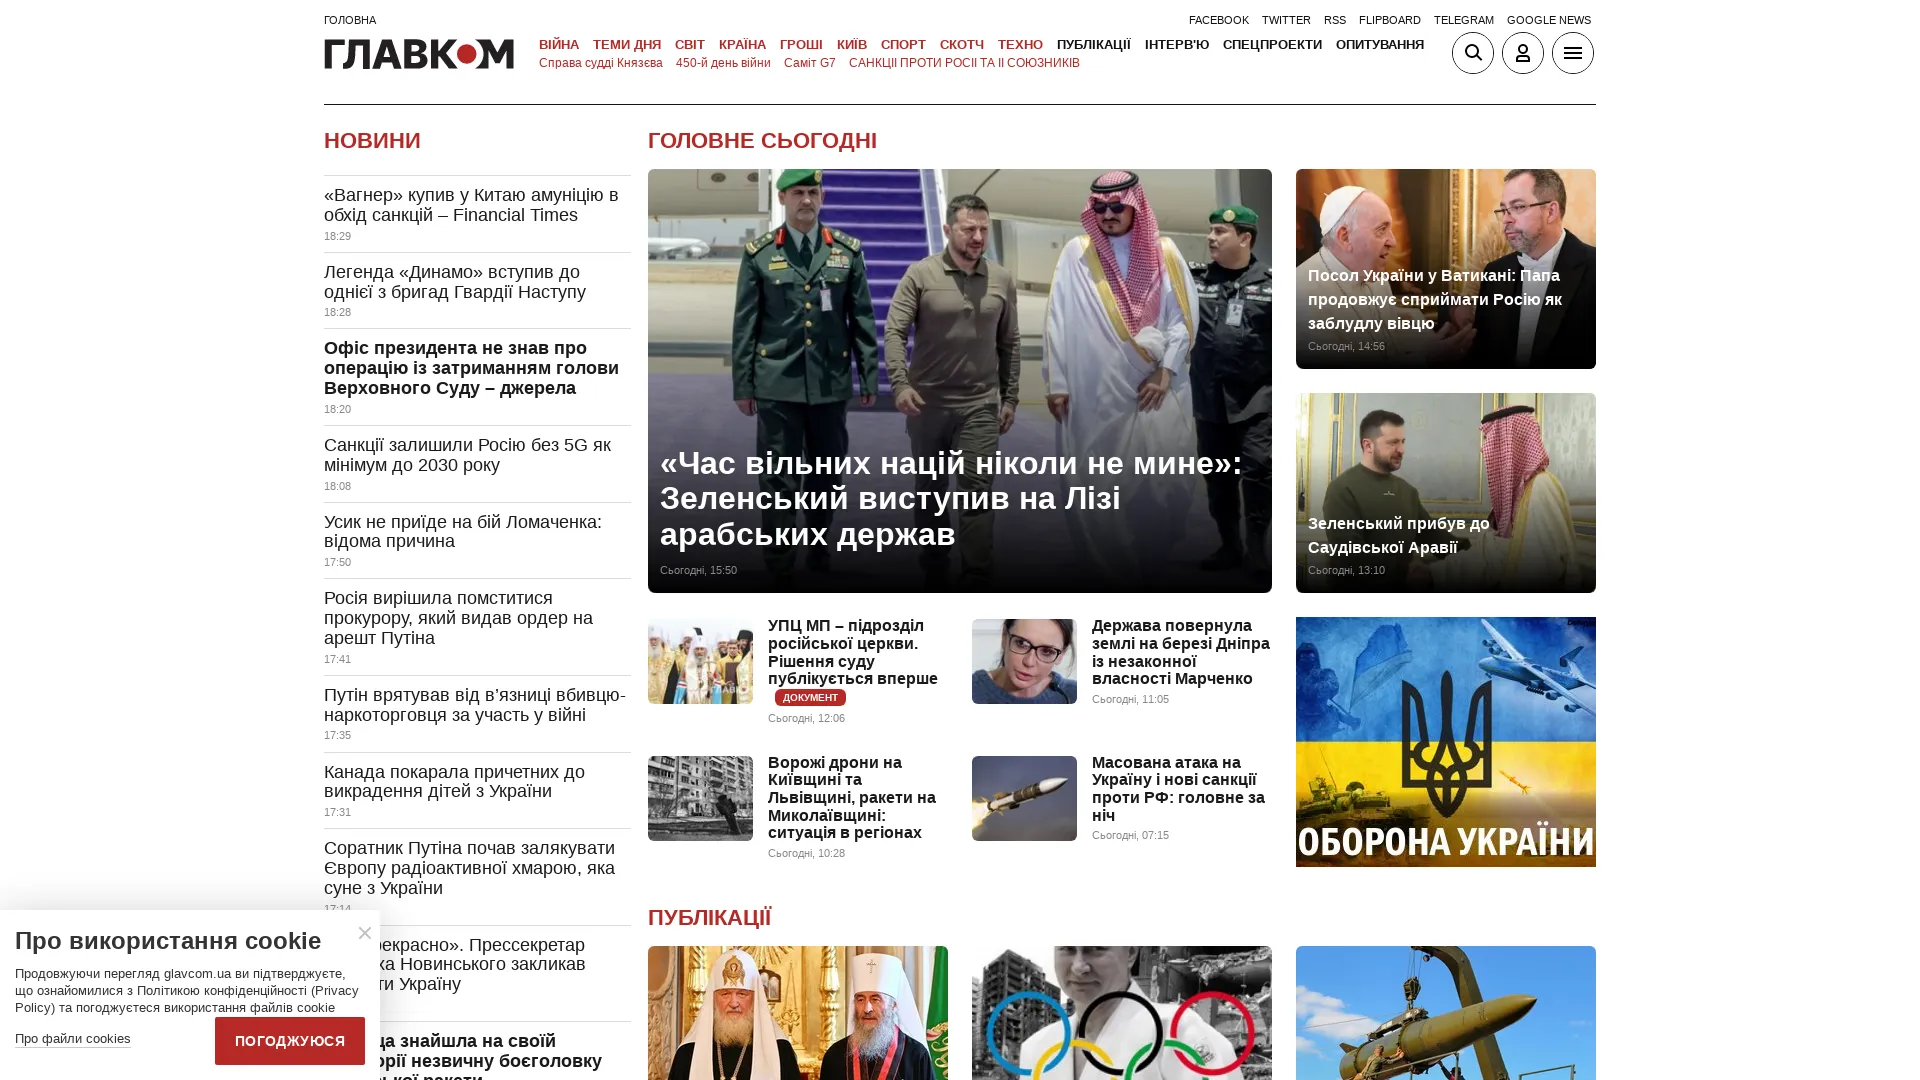 ГОЛОВНА
FACEBOOK TWITTER RSS FLIPBOARD TELEGRAM GOOGLE NEWS
ГЛАВКОМ
ВІЙНА ТЕМИ ДНЯ СВІТ КРАЇНА ГРОШІ КИЇВ СПОРТ СКОТЧ ТЕХНО ПУБЛІКАЦІЇ ІНТЕРВ'Ю СПЕЦПРОЕКТИ ОПИТУВАННЯ
Справа судді Князєва 450-й день війни Саміт G7 САНКЦІЇ ПРОТИ РОСІЇ ТА ЇЇ СОЮЗНИКІВ
НОВИНИ
«Вагнер» купив у Китаю амуніцію в
обхід санкцій – Financial Times
18:29
Легенда «Динамо» вступив до
однієї з бригад Гвардії Наступу
18:28
Офіс президента не знав про
операцію із затриманням голови
Верховного Суду – джерела
18:20
Санкції залишили Росію без 5G як
мінімум до 2030 року
18:08
Усик не приїде на бій Ломаченка:
відома причина
17:50
Росія вирішила помститися
прокурору, який видав ордер на
арешт Путіна
17:41
Путін врятував від в’язниці вбивцю-
наркоторговця за участь у війні
17:35
Канада покарала причетних до
викрадення дітей з України
17:31
Соратник Путіна почав залякувати
Європу радіоактивної хмарою, яка
суне з України
17:14
рекрасно». Прессекретар
ка Новинського закликав
ти Україну
ца знайшла на своїй
орії незвичну боєголовку
ГОЛОВНЕ СЬОГОДНІ
«Час вільних націй ніколи не мине»:
Зеленський виступив на Лізі
арабських держав
Сьогодні, 15:50
Посол України у Ватикані: Папа
продовжує сприймати Росію як
заблудлу вівцю
Сьогодні, 14:56
Зеленський прибув до
Саудівської Аравії
Сьогодні, 13:10
УПЦ МП – підрозділ
російської церкви.
Рішення суду
публікується вперше
ДОКУМЕНТ
Сьогодні, 12:06
Держава повернула
землі на березі Дніпра
із незаконної
власності Марченко
Сьогодні, 11:05
Ворожі дрони на
Київщині та
Львівщині, ракети на
Миколаївщині:
ситуація в регіонах
Сьогодні, 10:28
Масована атака на
Україну і нові санкції
проти РФ: головне за
ніч
Сьогодні, 07:15
ОБОРОНА УКРАЇНИ
ПУБЛІКАЦІЇ
Про використання cookie
×
Продовжуючи перегляд glavcom.ua ви підтверджуєте,
що ознайомилися з Політикою конфіденційності (Privacy
Policy) та погоджуєтеся використання файлів cookie
Про файли cookies
ПОГОДЖУЮСЯ